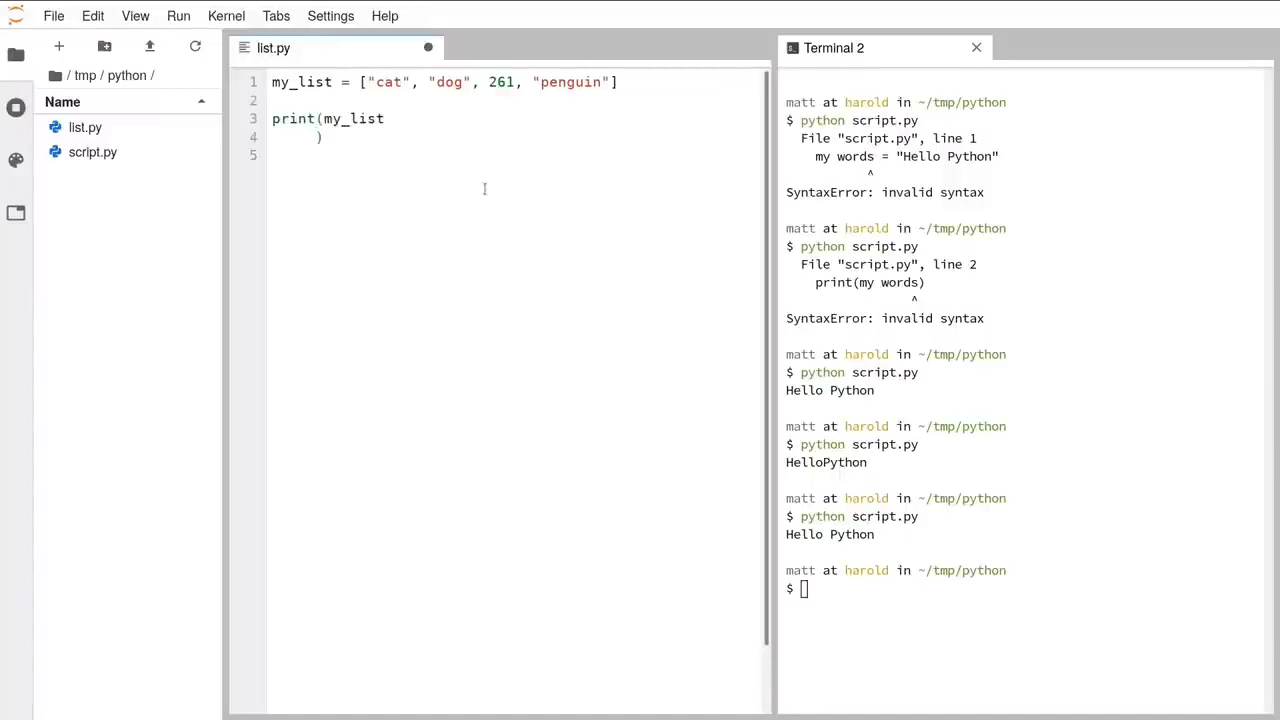 File Edit View Run Kernel Tabs Settings Help
/ tmp / python /
Name
list.py
script.py
list.py
1 my_list = ["cat", "dog", 261, "penguin"]
2
3 print(my_list
4 )
5
Terminal 2
matt at harold in ~/tmp/python
$ python script.py
File "script.py", line 1
my words = "Hello Python"
^
SyntaxError: invalid syntax
matt at harold in ~/tmp/python
$ python script.py
File "script.py", line 2
print(my words)
^
SyntaxError: invalid syntax
matt at harold in ~/tmp/python
$ python script.py
Hello Python
matt at harold in ~/tmp/python
$ python script.py
HelloPython
matt at harold in ~/tmp/python
$ python script.py
Hello Python
matt at harold in ~/tmp/python
$